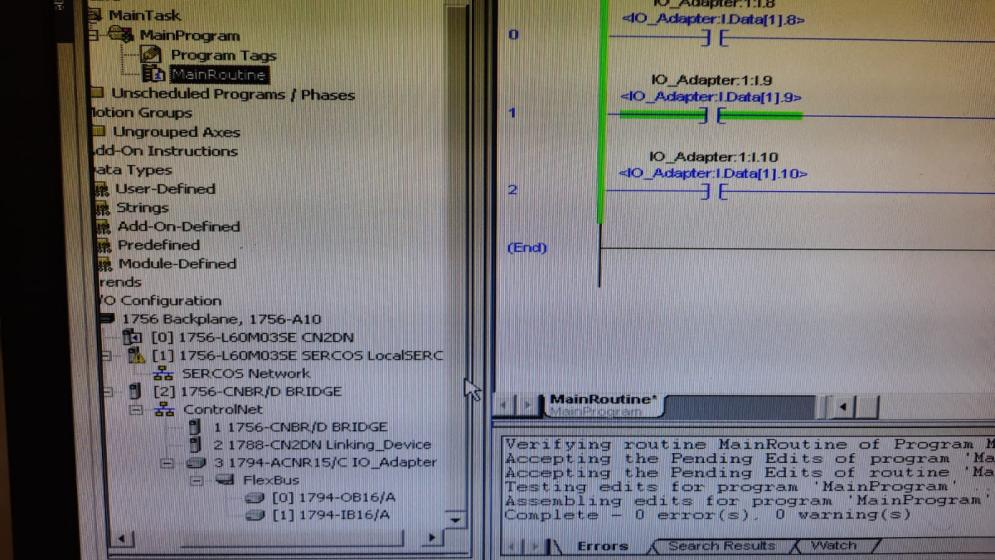 MainTask
MainProgram
Program Tags
MainRoutine
Unscheduled Programs / Phases
otion Groups
Ungrouped Axes
dd-On Instructions
ata Types
User-Defined
Strings
Add-On-Defined
Predefined
Module-Defined
rends
/O Configuration
1756 Backplane, 1756-A10
[0] 1756-L60M03SE CN2DN
[1] 1756-L60M03SE SERCOS LocalSERC
SERCOS Network
[2] 1756-CNBR/D BRIDGE
ControlNet
1 1756-CNBR/D BRIDGE
2 1788-CN2DN Linking_Device
3 1794-ACNR15/C IO_Adapter
FlexBus
[0] 1794-OB16/A
[1] 1794-IB16/A
IO_Adapter:1:I.8
<IO_Adapter:I.Data[1].8>
0
IO_Adapter:1:I.9
<IO_Adapter:I.Data[1].9>
1
IO_Adapter:1:I.10
<IO_Adapter:I.Data[1].10>
2
(End)
MainRoutine*
MainProgram
Verifying routine MainRoutine of Program M
Accepting the Pending Edits of program 'Ma
Accepting the Pending Edits of routine 'Ma
Testing edits for program 'MainProgram' ..
Assembling edits for program 'MainProgram'
Complete - 0 error(s), 0 warning(s)
Errors
Search Results
Watch